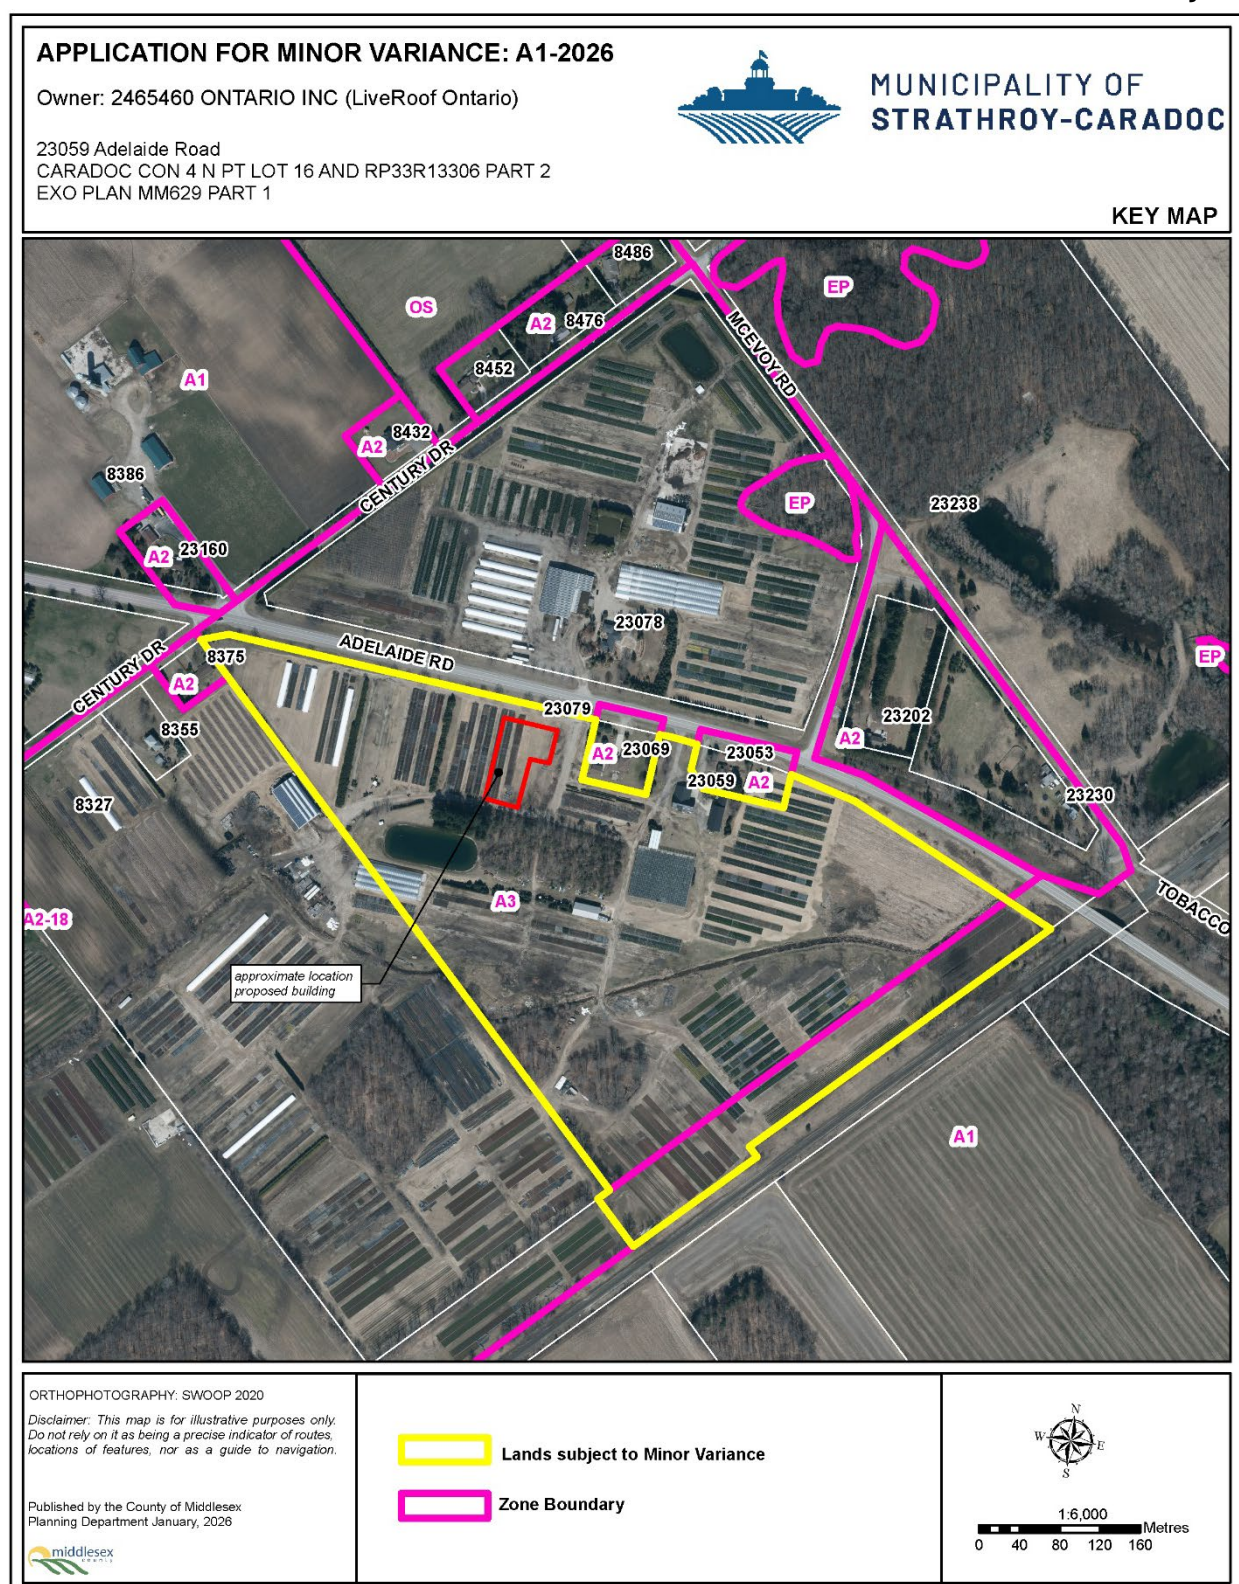 APPLICATION FOR MINOR VARIANCE: A1-2026
Owner: 2465460 ONTARIO INC (LiveRoof Ontario)
23059 Adelaide Road
CARADOC CON 4 N PT LOT 16 AND RP33R13306 PART 2
EXO PLAN MM629 PART 1
MUNICIPALITY OF
STRATHROY-CARADOC
KEY MAP
8486
EP
OS
A2
8476
MCEVOY RD
8452
A1
8432
A2
CENTURY DR
8386
EP
23238
A2
23160
23078
ADELAIDE RD
EP
CENTURY DR
8375
A2
23079
23202
8355
A2
23069
23053
A2
23059
A2
8327
23230
TOBACCO
A3
A2-18
approximate location
proposed building
A1
ORTHOPHOTOGRAPHY: SWOOP 2020
Disclaimer: This map is for illustrative purposes only.
Do not rely on it as being a precise indicator of routes,
locations of features, nor as a guide to navigation.
Published by the County of Middlesex
Planning Department January, 2026
middlesex
COUNTY
Lands subject to Minor Variance
Zone Boundary
N
W
E
S
1:6,000
Metres
0 40 80 120 160